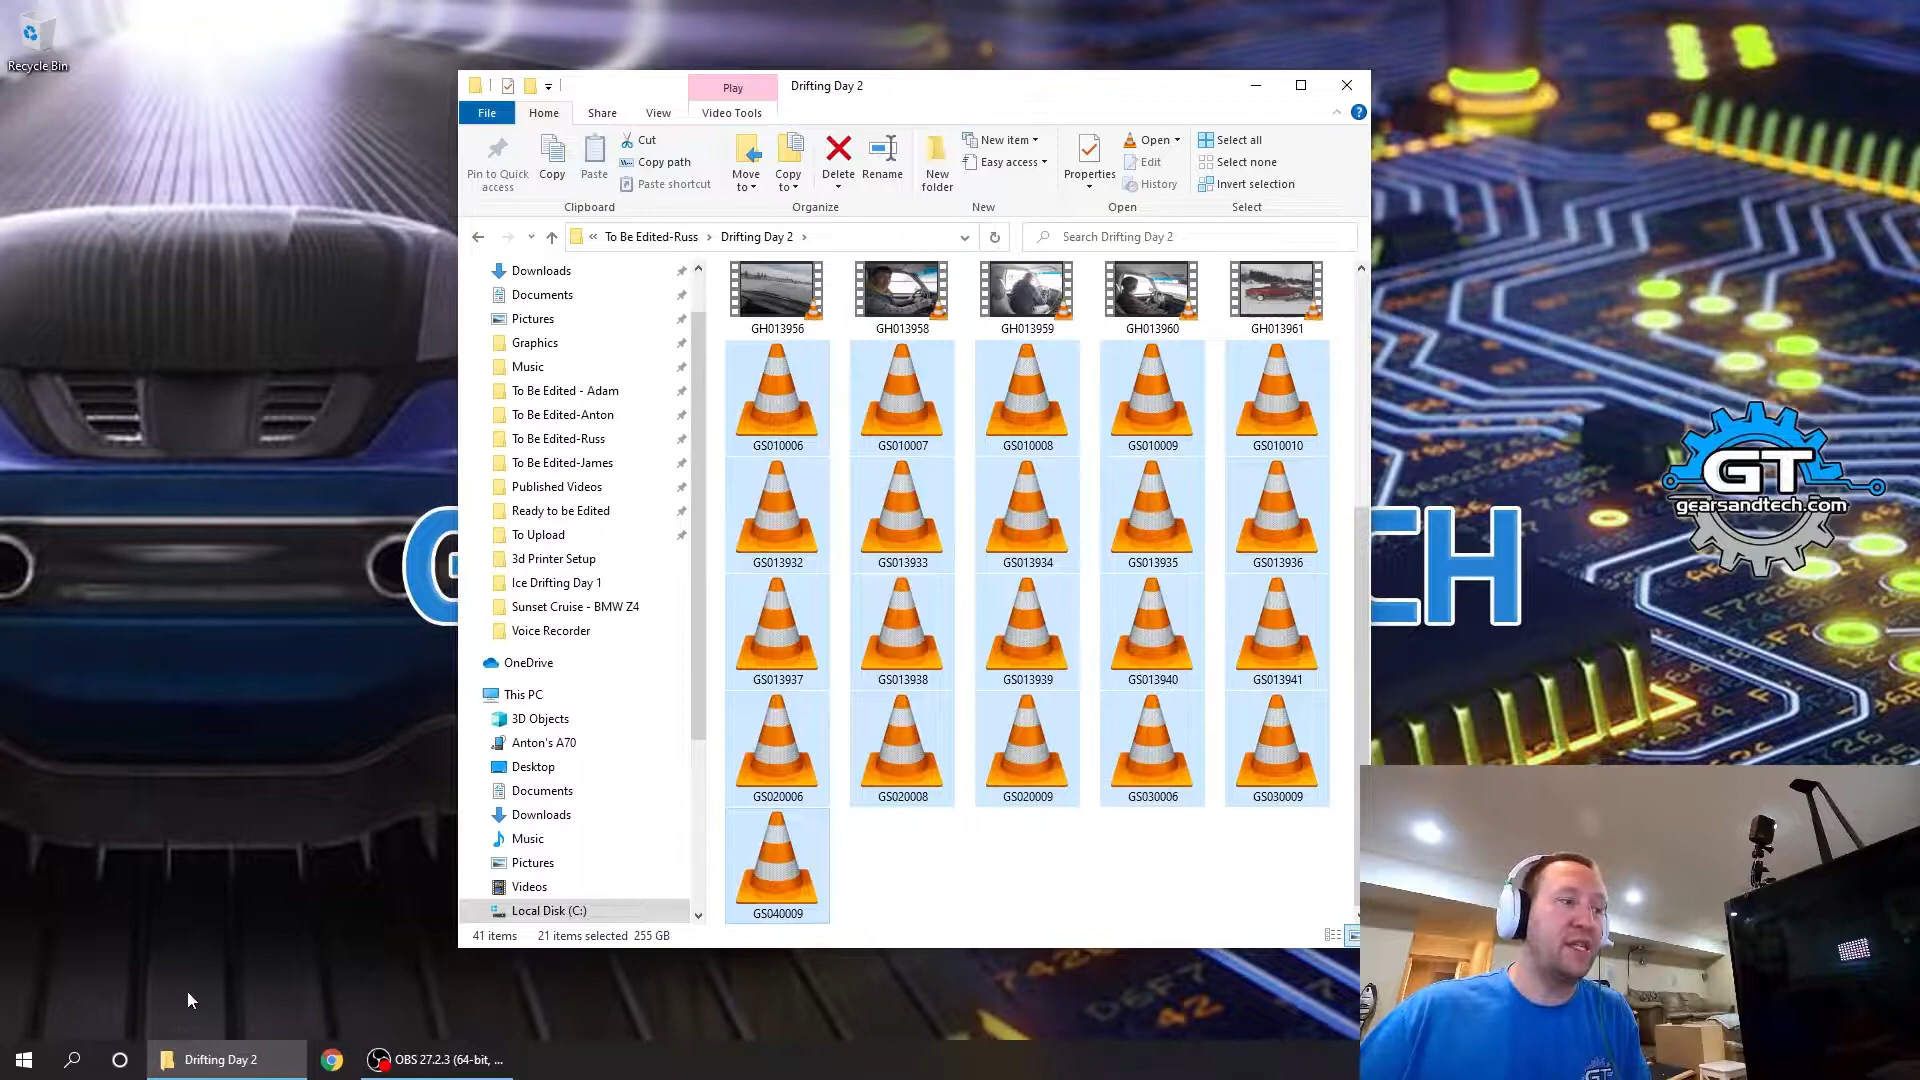 Recycle Bin
Play
Drifting Day 2
File
Home
Share
View
Video Tools
Pin to Quick access
Copy
Paste
Cut
Copy path
Paste shortcut
Move to
Copy to
Delete
Rename
New folder
New item
Easy access
Properties
Open
Edit
History
Select all
Select none
Invert selection
Clipboard
Organize
New
Open
Select
« To Be Edited-Russ > Drifting Day 2 >
Search Drifting Day 2
Downloads
Documents
Pictures
Graphics
Music
To Be Edited - Adam
To Be Edited-Anton
To Be Edited-Russ
To Be Edited-James
Published Videos
Ready to be Edited
To Upload
3d Printer Setup
Ice Drifting Day 1
Sunset Cruise - BMW Z4
Voice Recorder
OneDrive
This PC
3D Objects
Anton's A70
Desktop
Documents
Downloads
Music
Pictures
Videos
Local Disk (C:)
GH013956 GH013958 GH013959 GH013960 GH013961
GS010006 GS010007 GS010008 GS010009 GS010010
GS013932 GS013933 GS013934 GS013935 GS013936
GS013937 GS013938 GS013939 GS013940 GS013941
GS020006 GS020008 GS020009 GS030006 GS030009
GS040009
41 items 21 items selected 255 GB
GT
gearsandtech.com
CH
Drifting Day 2
OBS 27.2.3 (64-bit, ...
GT